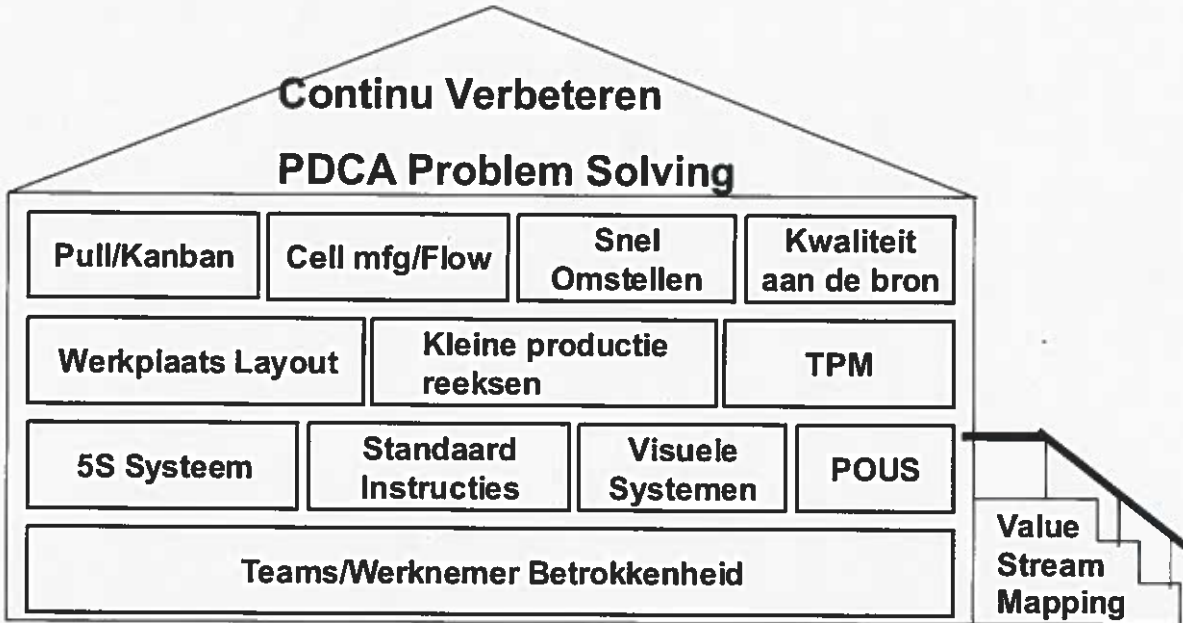 Continu Verbeteren
PDCA Problem Solving
Pull/Kanban
Cell mfg/Flow
Snel
Omstellen
Kwaliteit
aan de bron
Werkplaats Layout
Kleine productie
reeksen
TPM
5S Systeem
Standaard
Instructies
Visuele
Systemen
POUS
Teams/Werknemer Betrokkenheid
Value
Stream
Mapping